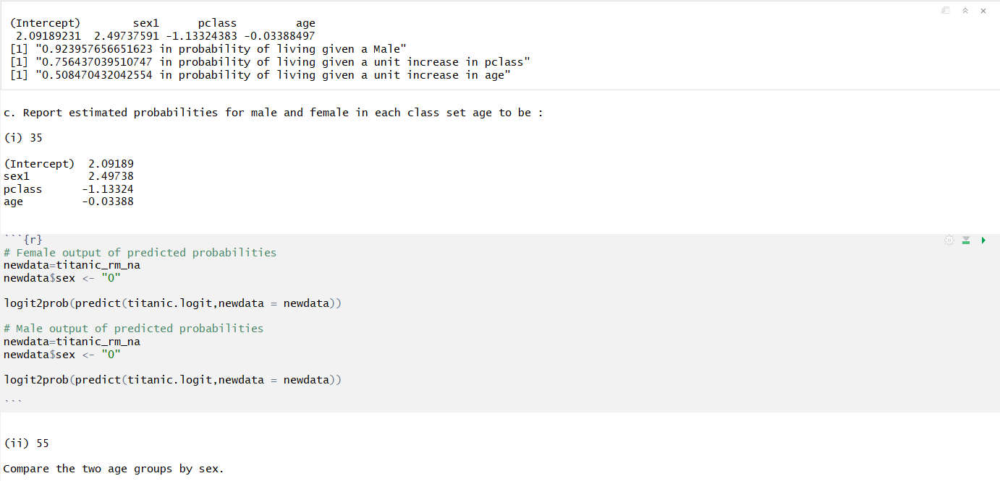 (Intercept)        sex1      pclass         age
 2.09189231  2.49737591 -1.13324383 -0.03388497
[1] "0.923957656651623 in probability of living given a Male"
[1] "0.756437039510747 in probability of living given a unit increase in pclass"
[1] "0.508470432042554 in probability of living given a unit increase in age"
c. Report estimated probabilities for male and female in each class set age to be :
(i) 35
(Intercept)  2.09189
sex1         2.49738
pclass      -1.13324
age         -0.03388
```{r}
# Female output of predicted probabilities
newdata=titanic_rm_na
newdata$sex <- "0"
logit2prob(predict(titanic.logit,newdata = newdata))
# Male output of predicted probabilities
newdata=titanic_rm_na
newdata$sex <- "0"
logit2prob(predict(titanic.logit,newdata = newdata))
```
(ii) 55
Compare the two age groups by sex.